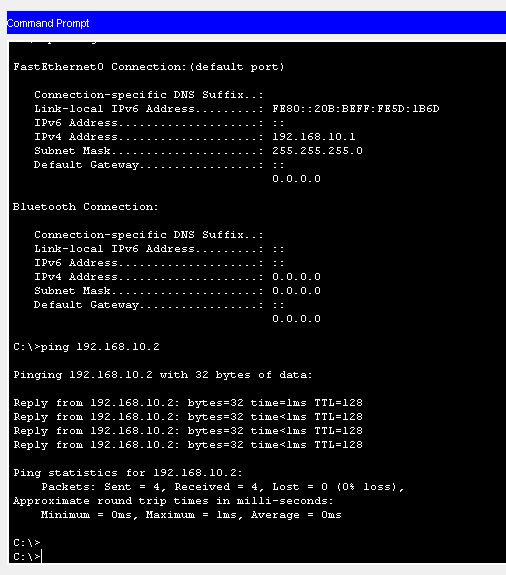 Command Prompt
FastEthernet0 Connection:(default port)
Connection-specific DNS Suffix..:
Link-local IPv6 Address.........: FE80::20B:BEFF:FE5D:1B6D
IPv6 Address....................: ::
IPv4 Address....................: 192.168.10.1
Subnet Mask.....................: 255.255.255.0
Default Gateway.................: ::
0.0.0.0
Bluetooth Connection:
Connection-specific DNS Suffix..:
Link-local IPv6 Address.........: ::
IPv6 Address....................: ::
IPv4 Address....................: 0.0.0.0
Subnet Mask.....................: 0.0.0.0
Default Gateway.................: ::
0.0.0.0
C:\>ping 192.168.10.2
Pinging 192.168.10.2 with 32 bytes of data:
Reply from 192.168.10.2: bytes=32 time=1ms TTL=128
Reply from 192.168.10.2: bytes=32 time<1ms TTL=128
Reply from 192.168.10.2: bytes=32 time<1ms TTL=128
Reply from 192.168.10.2: bytes=32 time<1ms TTL=128
Ping statistics for 192.168.10.2:
Packets: Sent = 4, Received = 4, Lost = 0 (0% loss),
Approximate round trip times in milli-seconds:
Minimum = 0ms, Maximum = 1ms, Average = 0ms
C:\>
C:\>